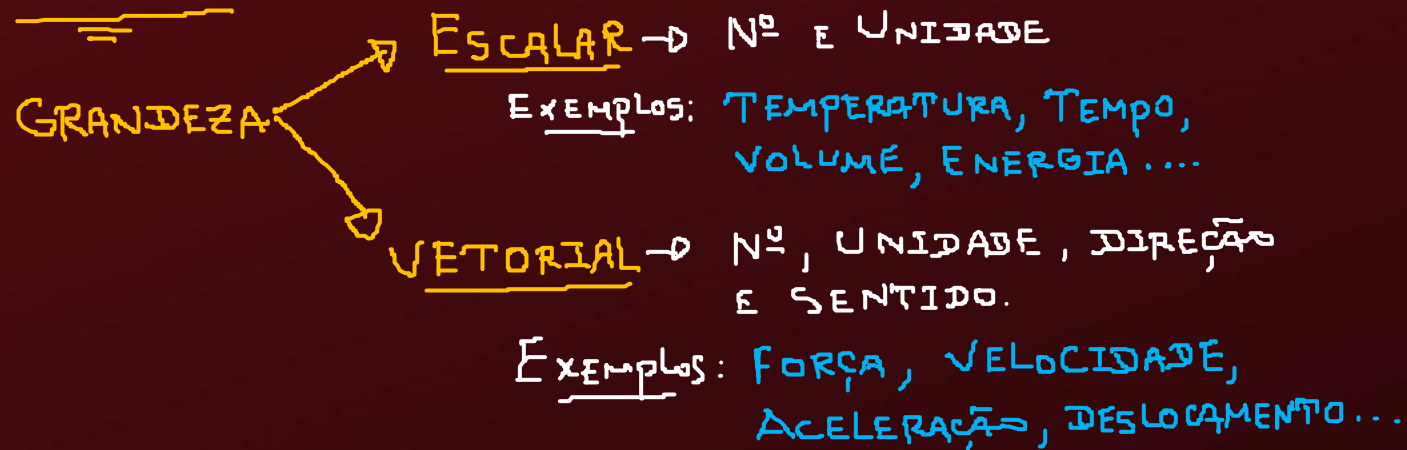 ESCALAR → Nº E UNIDADE
GRANDEZA
EXEMPLOS: TEMPERATURA, TEMPO,
VOLUME, ENERGIA ....
VETORIAL → Nº, UNIDADE, DIREÇÃO
E SENTIDO.
EXEMPLOS: FORÇA, VELOCIDADE,
ACELERAÇÃO, DESLOCAMENTO...